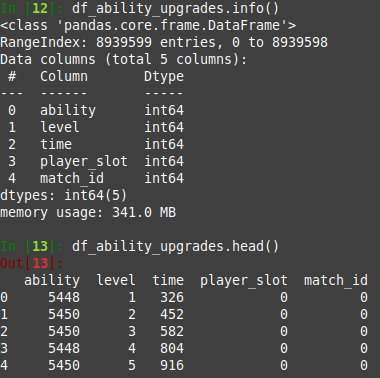 In [12]: df_ability_upgrades.info()
<class 'pandas.core.frame.DataFrame'>
RangeIndex: 8939599 entries, 0 to 8939598
Data columns (total 5 columns):
 #   Column       Dtype
---  ------       -----
 0   ability      int64
 1   level        int64
 2   time         int64
 3   player_slot  int64
 4   match_id     int64
dtypes: int64(5)
memory usage: 341.0 MB
In [13]: df_ability_upgrades.head()
Out[13]:
   ability  level  time  player_slot  match_id
0     5448      1   326            0         0
1     5450      2   452            0         0
2     5450      3   582            0         0
3     5448      4   804            0         0
4     5450      5   916            0         0